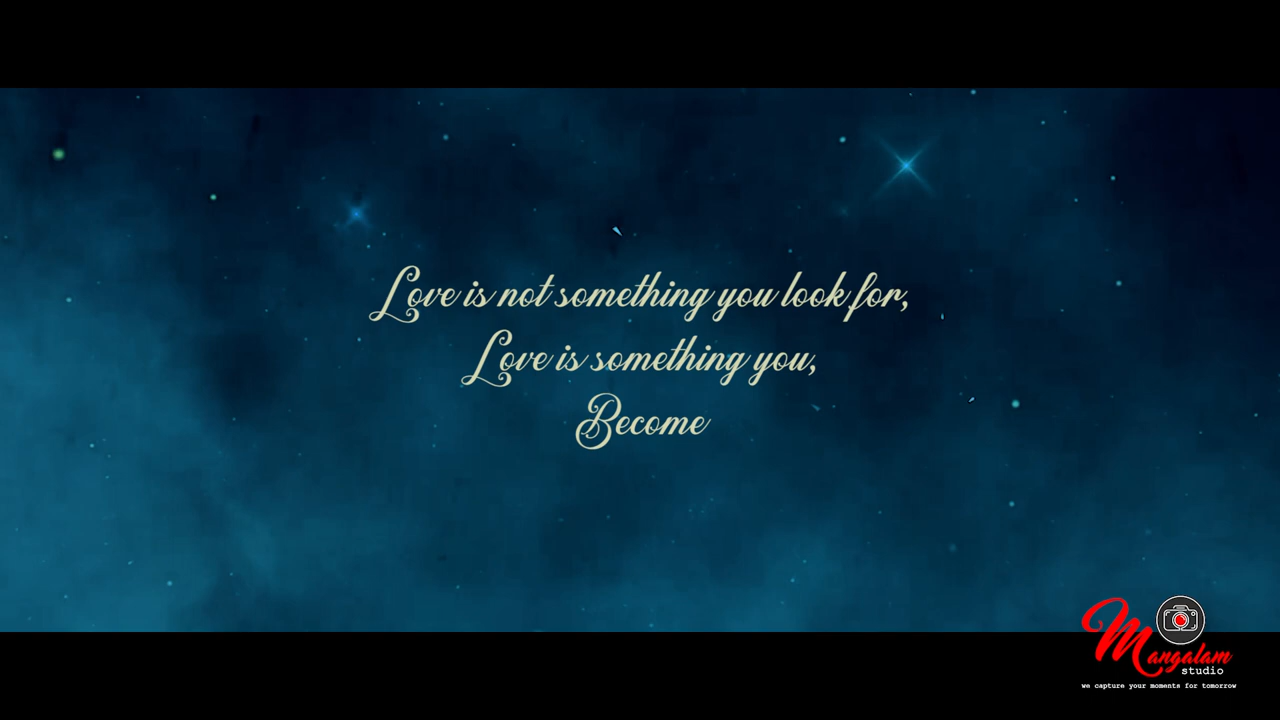 Love is not something you look for,
Love is something you,
Become
Mangalam
studio
we capture your moments for tomorrow